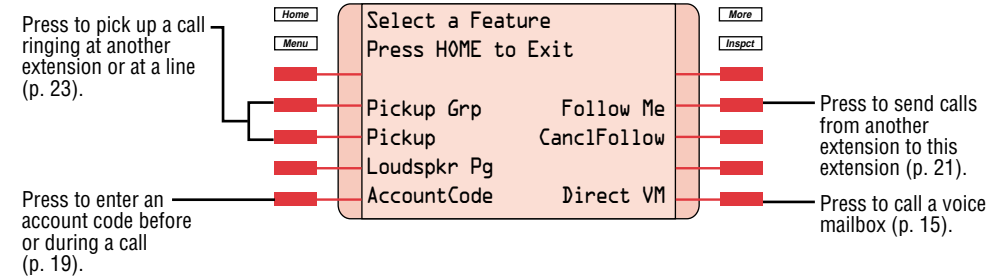 Press to pick up a call
ringing at another
extension or at a line
(p. 23).
Press to enter an
account code before
or during a call
(p. 19).
Home
Menu
Select a Feature
Press HOME to Exit
Pickup Grp Follow Me
Pickup CanclFollow
Loudspkr Pg
AccountCode Direct VM
More
Inspct
Press to send calls
from another
extension to this
extension (p. 21).
Press to call a voice
mailbox (p. 15).